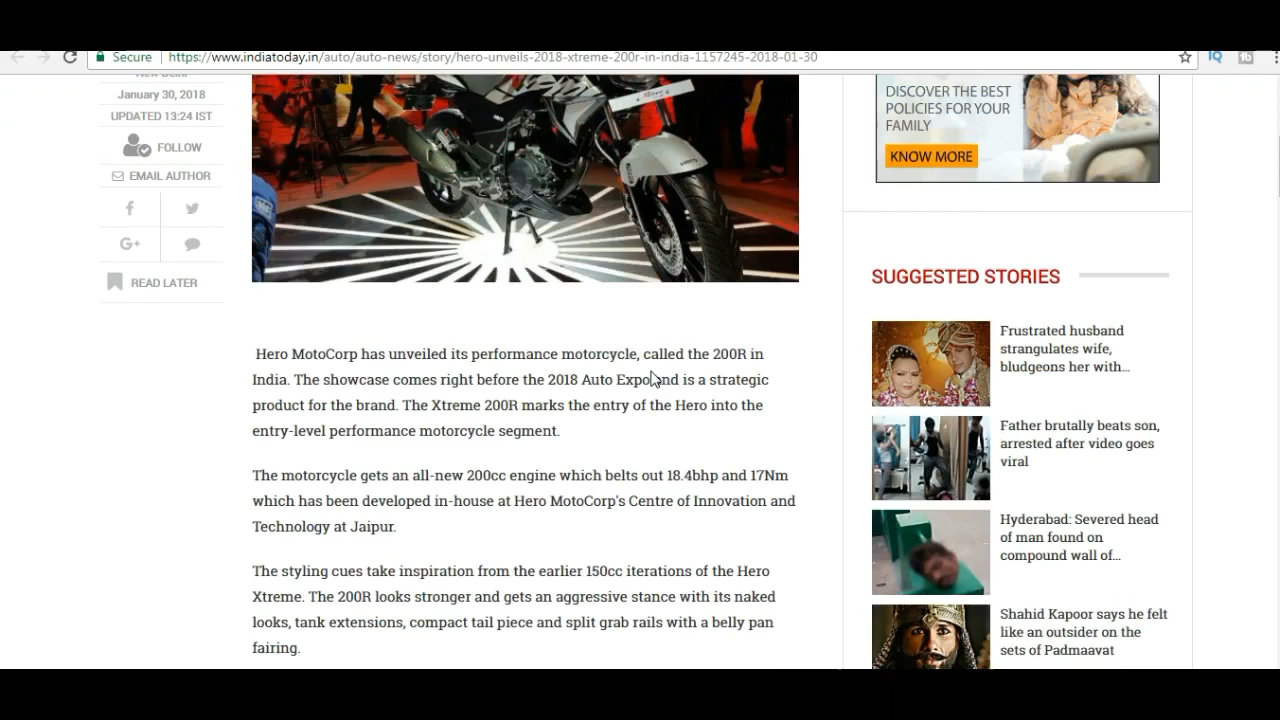 Secure
https://www.indiatoday.in/auto/auto-news/story/hero-unveils-2018-xtreme-200r-in-india-1157245-2018-01-30
New Delhi
January 30, 2018
UPDATED 13:24 IST
FOLLOW
EMAIL AUTHOR
G+
READ LATER
Hero MotoCorp has unveiled its performance motorcycle, called the 200R in
India. The showcase comes right before the 2018 Auto Expo and is a strategic
product for the brand. The Xtreme 200R marks the entry of the Hero into the
entry-level performance motorcycle segment.
The motorcycle gets an all-new 200cc engine which belts out 18.4bhp and 17Nm
which has been developed in-house at Hero MotoCorp's Centre of Innovation and
Technology at Jaipur.
The styling cues take inspiration from the earlier 150cc iterations of the Hero
Xtreme. The 200R looks stronger and gets an aggressive stance with its naked
looks, tank extensions, compact tail piece and split grab rails with a belly pan
fairing.
DISCOVER THE BEST
POLICIES FOR YOUR
FAMILY
KNOW MORE
SUGGESTED STORIES
Frustrated husband
strangulates wife,
bludgeons her with...
Father brutally beats son,
arrested after video goes
viral
Hyderabad: Severed head
of man found on
compound wall of...
Shahid Kapoor says he felt
like an outsider on the
sets of Padmaavat